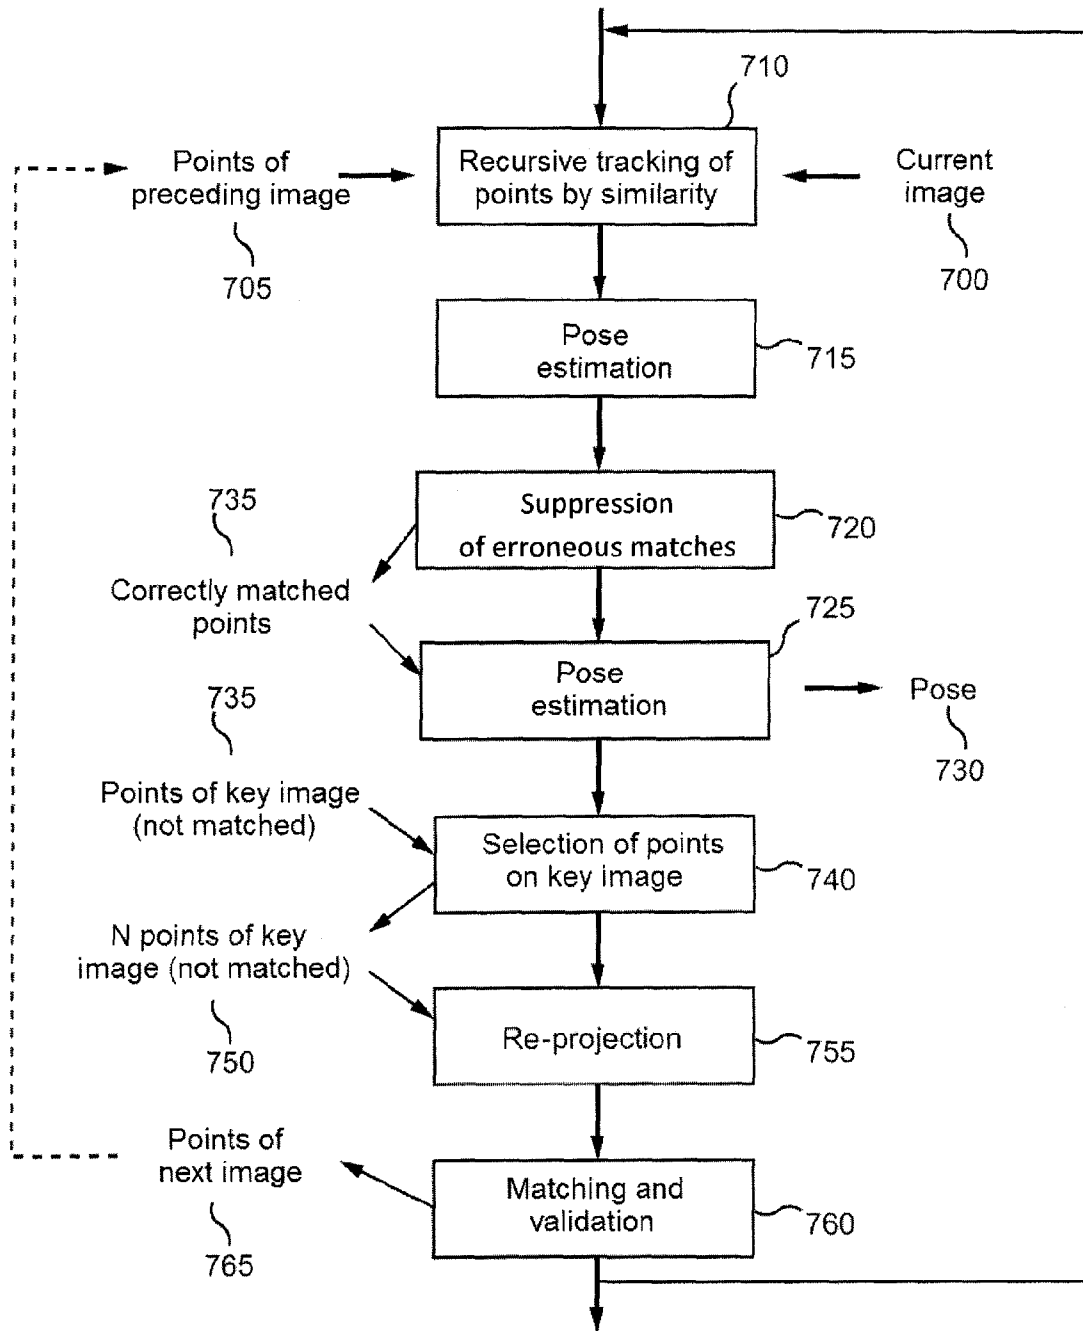 710
Points of
preceding image
705
Recursive tracking of
points by similarity
Current
image
700
Pose
estimation
715
735
Suppression
of erroneous matches
720
Correctly matched
points
725
Pose
estimation
Pose
730
735
Points of key image
(not matched)
Selection of points
on key image
740
N points of key
image (not matched)
750
Re-projection
755
Points of
next image
765
Matching and
validation
760